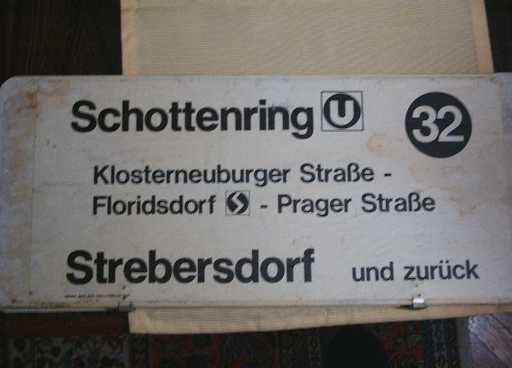 Schottenring U 32
Klosterneuburger Straße -
Floridsdorf S - Prager Straße
Strebersdorf und zurück